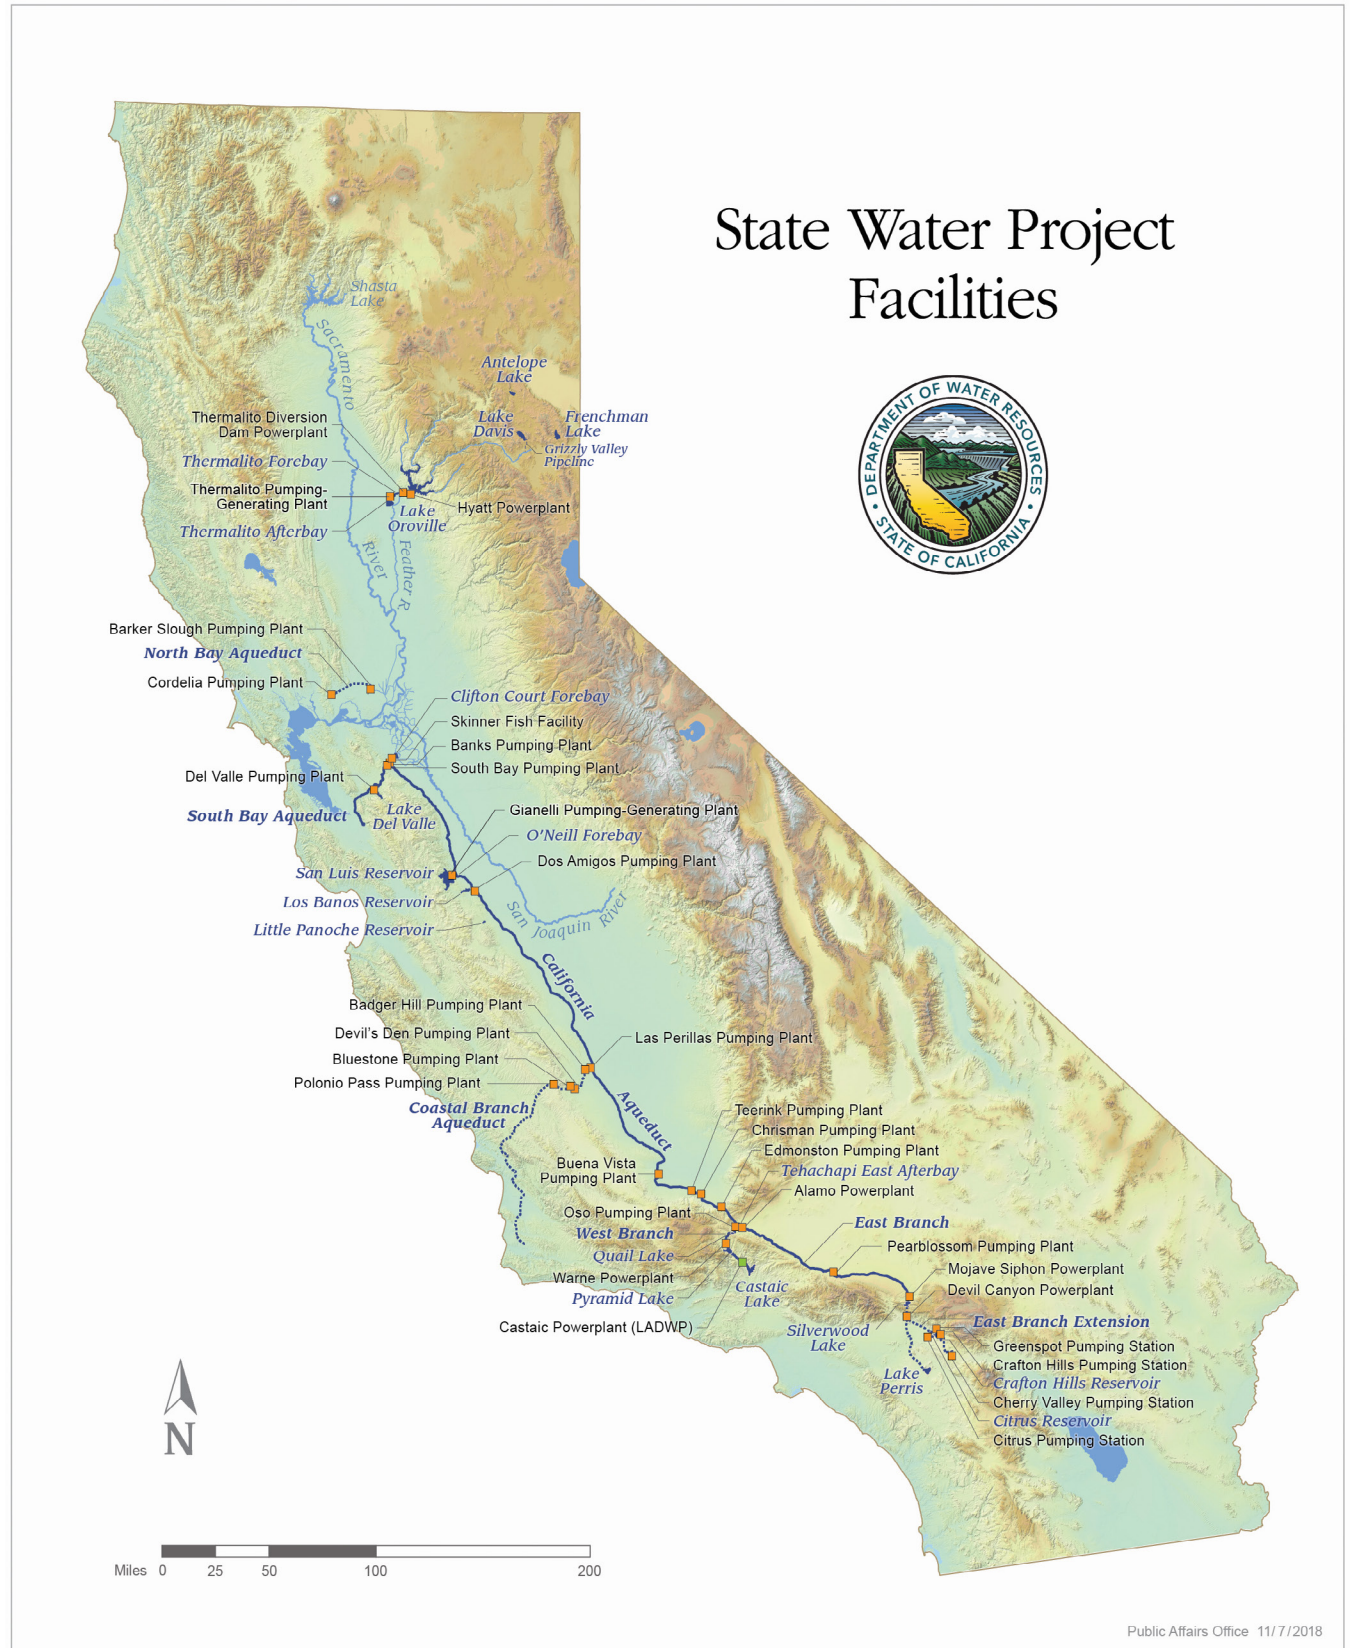 State Water Project
Facilities
DEPARTMENT OF WATER RESOURCES
STATE OF CALIFORNIA
Shasta
Lake
Sacramento
River
Antelope
Lake
Lake
Davis
Frenchman
Lake
Grizzly Valley
Pipeline
Thermalito Diversion
Dam Powerplant
Thermalito Forebay
Thermalito Pumping-
Generating Plant
Thermalito Afterbay
Lake
Oroville
Hyatt Powerplant
Feather R
Barker Slough Pumping Plant
North Bay Aqueduct
Cordelia Pumping Plant
Clifton Court Forebay
Skinner Fish Facility
Banks Pumping Plant
South Bay Pumping Plant
Del Valle Pumping Plant
South Bay Aqueduct
Lake
Del Valle
Gianelli Pumping-Generating Plant
O'Neill Forebay
Dos Amigos Pumping Plant
San Luis Reservoir
Los Banos Reservoir
Little Panoche Reservoir
San Joaquin River
California
Aqueduct
Badger Hill Pumping Plant
Devil's Den Pumping Plant
Bluestone Pumping Plant
Polonio Pass Pumping Plant
Las Perillas Pumping Plant
Coastal Branch
Aqueduct
Teerink Pumping Plant
Chrisman Pumping Plant
Edmonston Pumping Plant
Tehachapi East Afterbay
Alamo Powerplant
Buena Vista
Pumping Plant
Oso Pumping Plant
West Branch
Quail Lake
Warne Powerplant
Pyramid Lake
Castaic Powerplant (LADWP)
Castaic
Lake
East Branch
Pearblossom Pumping Plant
Mojave Siphon Powerplant
Devil Canyon Powerplant
East Branch Extension
Silverwood
Lake
Lake
Perris
Greenspot Pumping Station
Crafton Hills Pumping Station
Crafton Hills Reservoir
Cherry Valley Pumping Station
Citrus Reservoir
Citrus Pumping Station
N
Miles 0 25 50 100 200
Public Affairs Office 11/7/2018